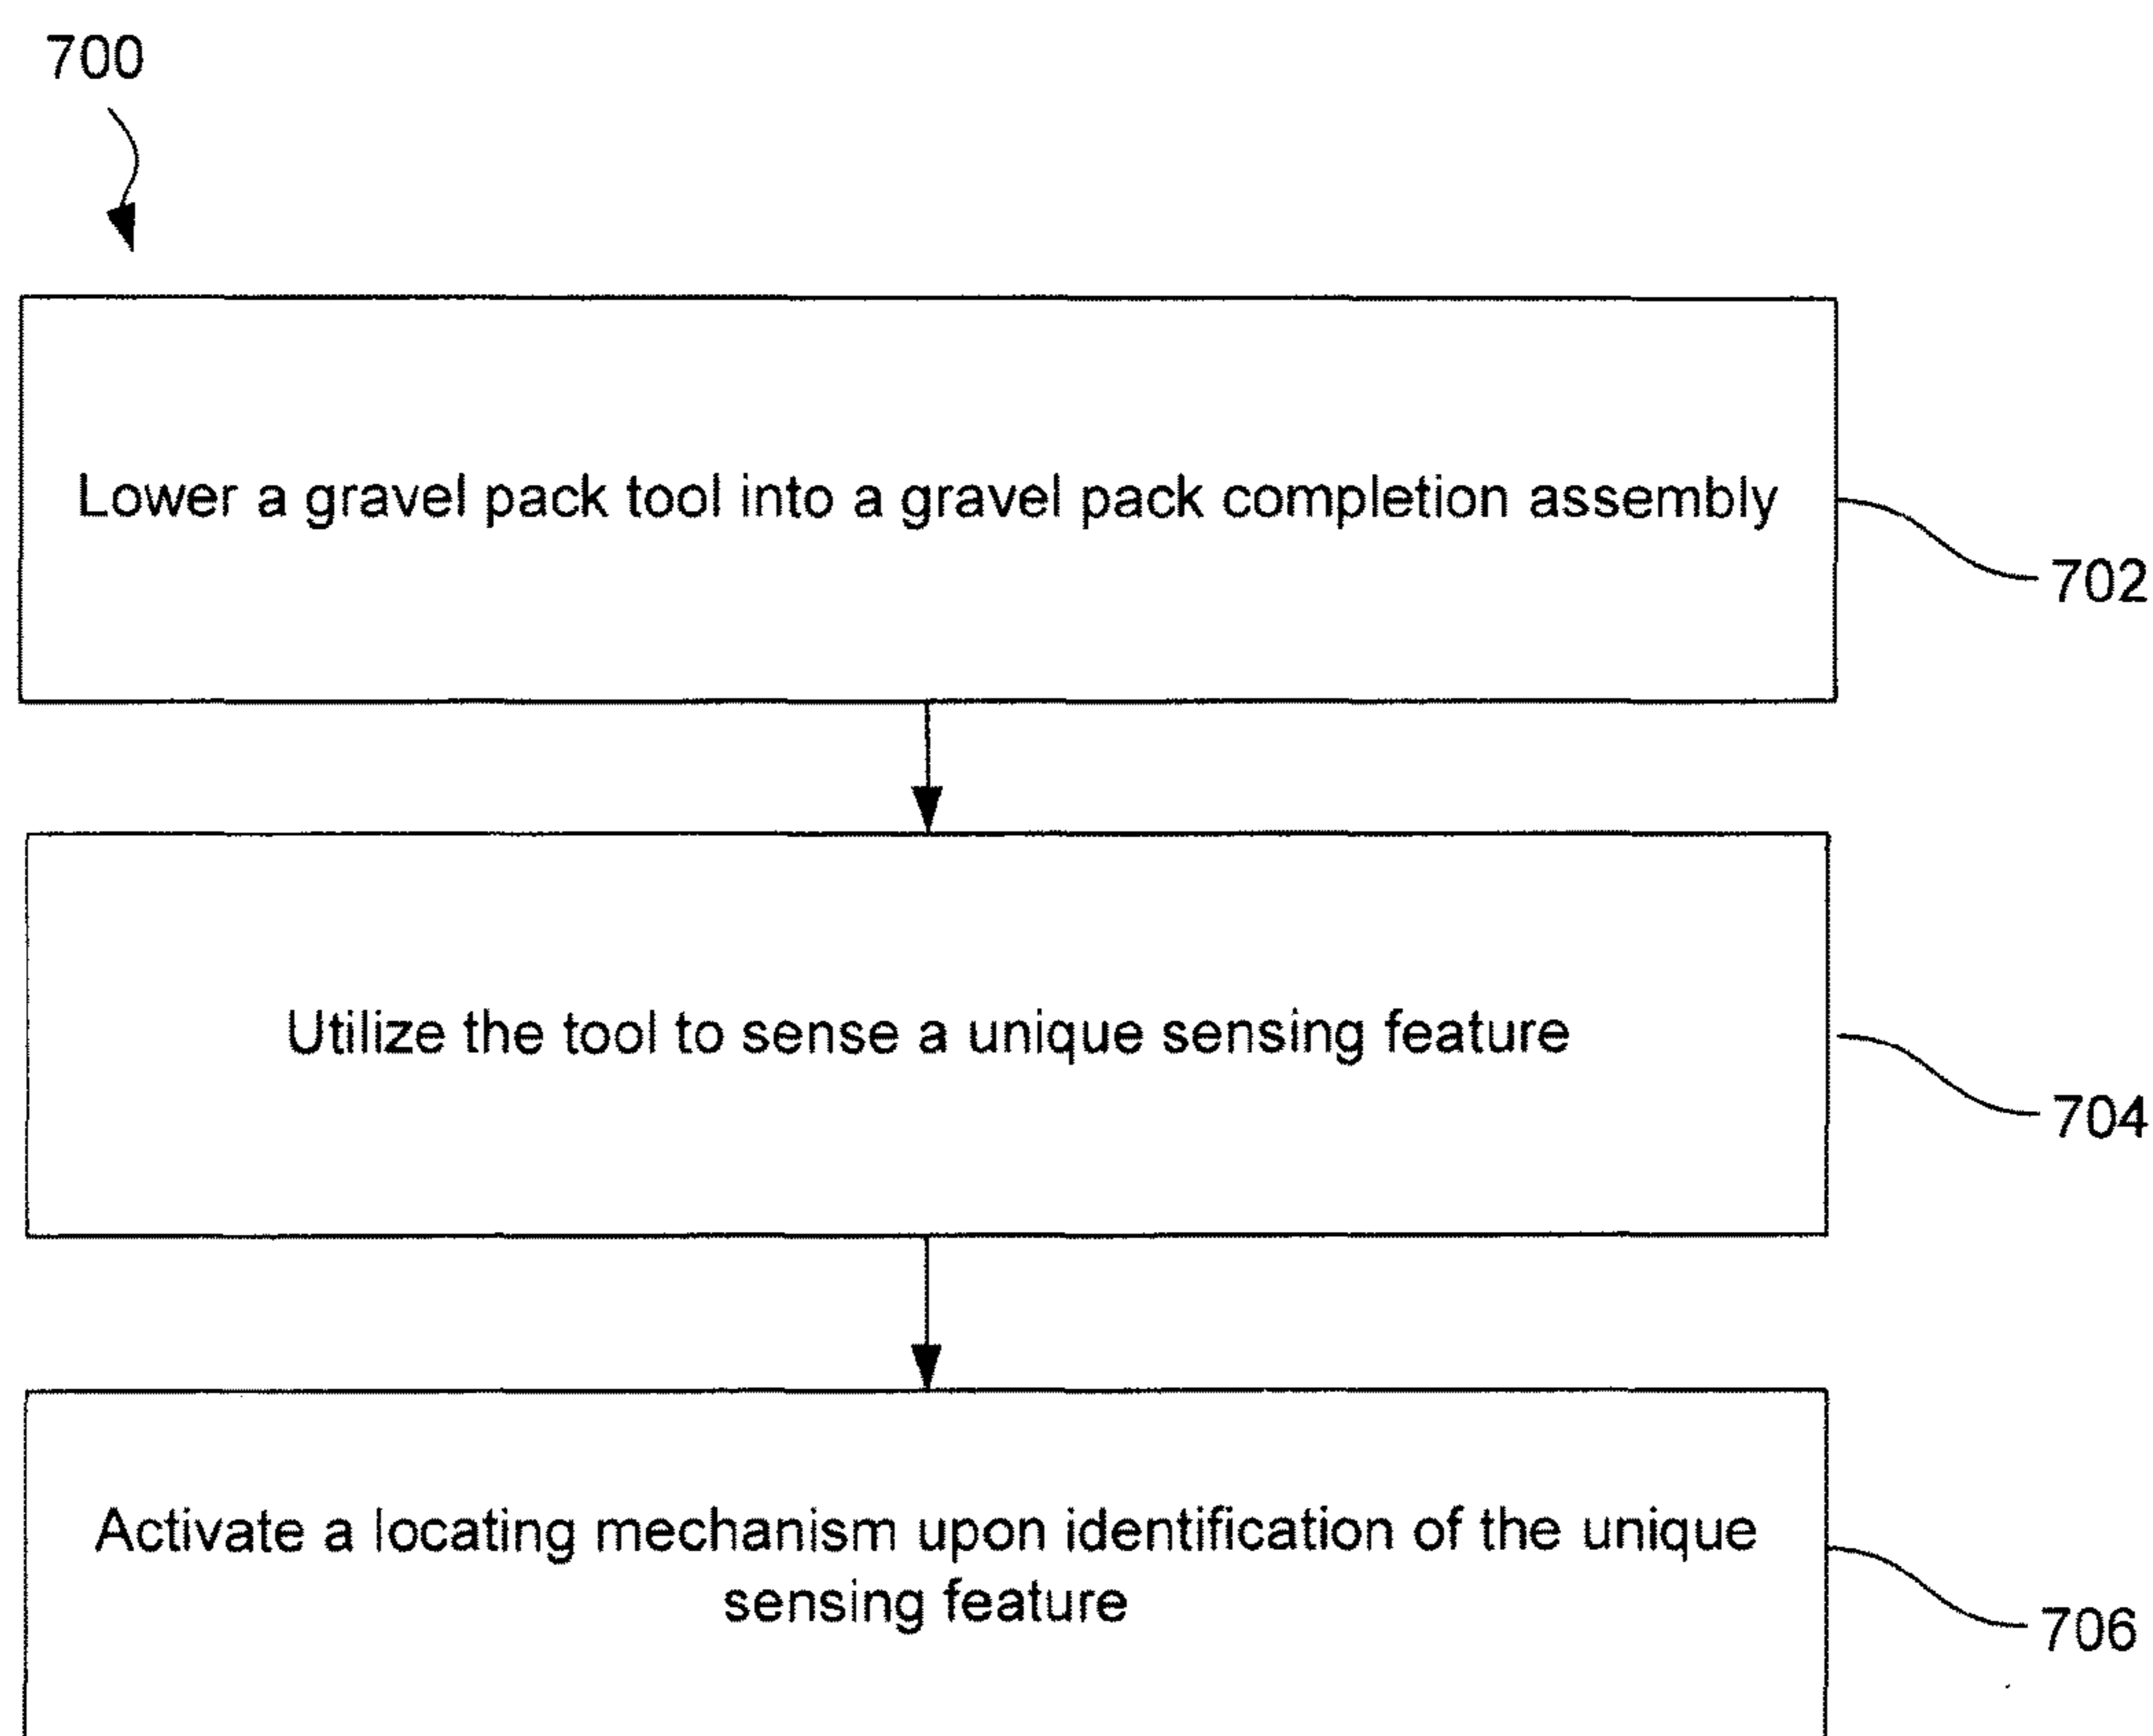 700
Lower a gravel pack tool into a gravel pack completion assembly
702
Utilize the tool to sense a unique sensing feature
704
Activate a locating mechanism upon identification of the unique
sensing feature
706